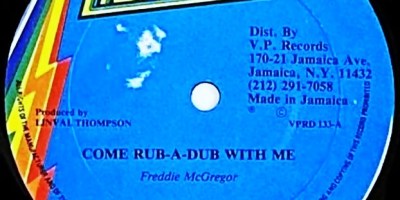 Dist. By
V.P. Records
170-21 Jamaica Ave.
Jamaica, N.Y. 11432
(212) 291-7058
Made in Jamaica
Produced by
LINVAL THOMPSON
VPRD 133-A
COME RUB-A-DUB WITH ME
Freddie McGregor